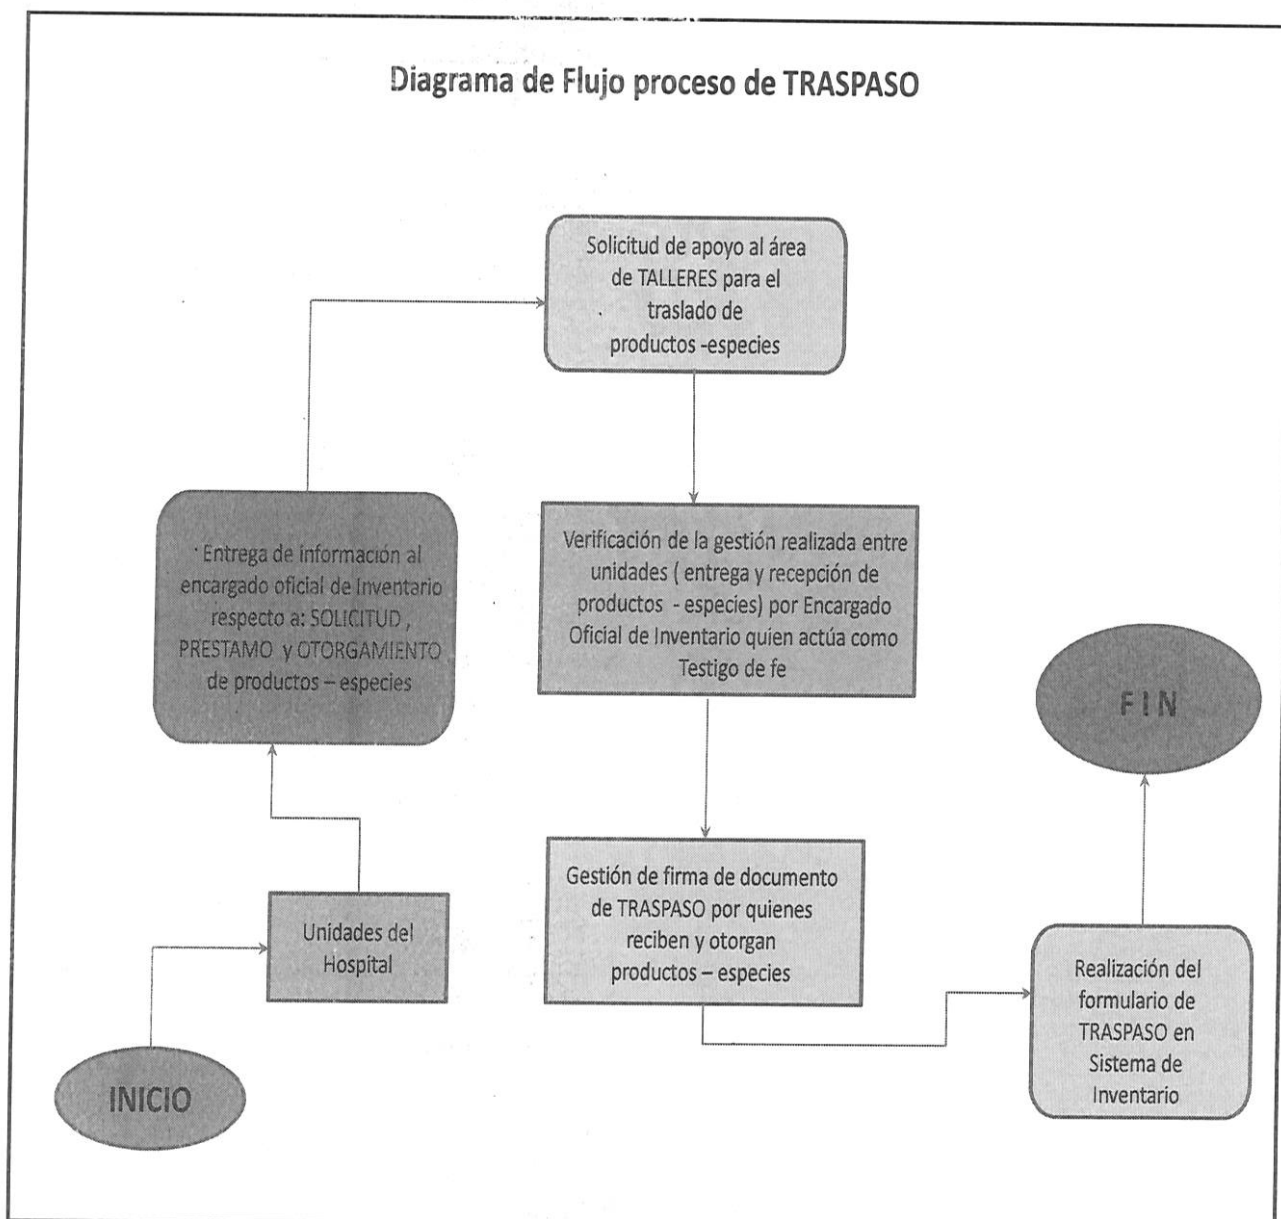 Diagrama de Flujo proceso de TRASPASO
Solicitud de apoyo al área
de TALLERES para el
traslado de
productos -especies
Entrega de información al
encargado oficial de Inventario
respecto a: SOLICITUD ,
PRESTAMO y OTORGAMIENTO
de productos – especies
Verificación de la gestión realizada entre
unidades ( entrega y recepción de
productos - especies) por Encargado
Oficial de Inventario quien actúa como
Testigo de fe
F I N
Unidades del
Hospital
Gestión de firma de documento
de TRASPASO por quienes
reciben y otorgan
productos – especies
Realización del
formulario de
TRASPASO en
Sistema de
Inventario
INICIO